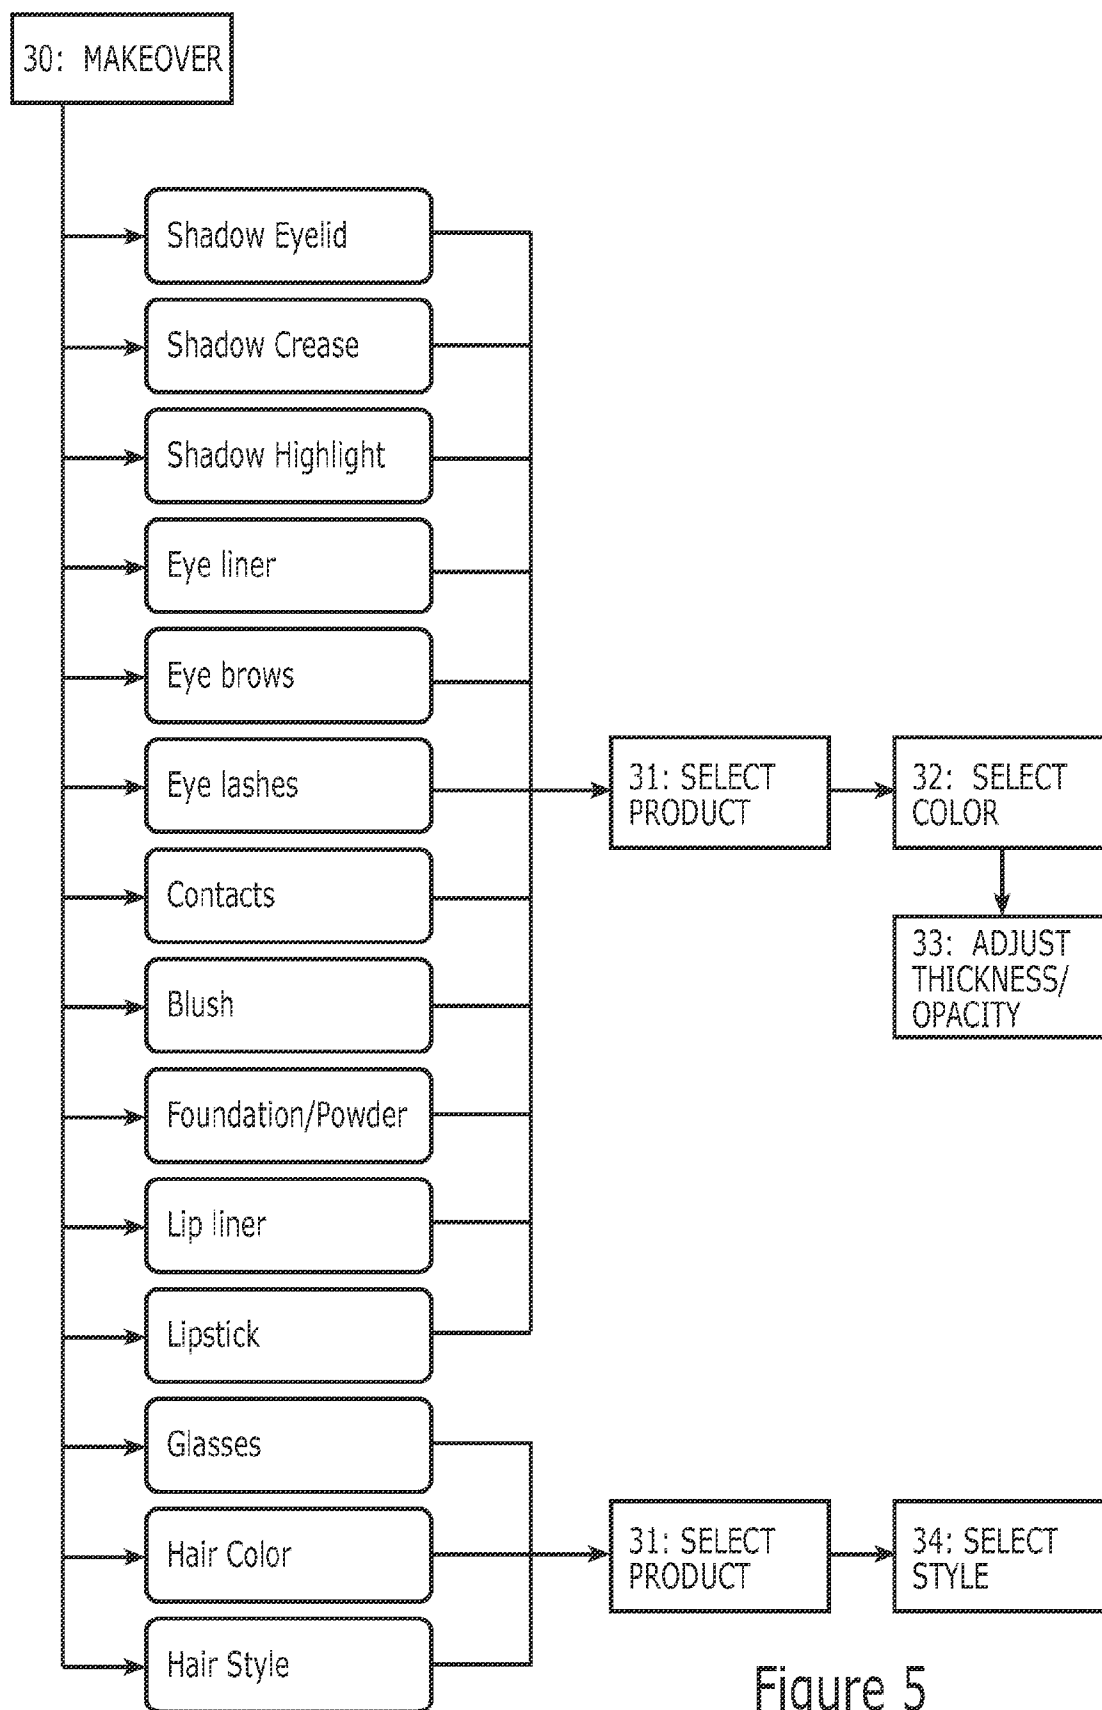 30: MAKEOVER
Shadow Eyelid
Shadow Crease
Shadow Highlight
Eye liner
Eye brows
Eye lashes
31: SELECT
PRODUCT
32: SELECT
COLOR
Contacts
33: ADJUST
THICKNESS/
OPACITY
Blush
Foundation/Powder
Lip liner
Lipstick
Glasses
Hair Color
31: SELECT
PRODUCT
34: SELECT
STYLE
Hair Style
Figure 5